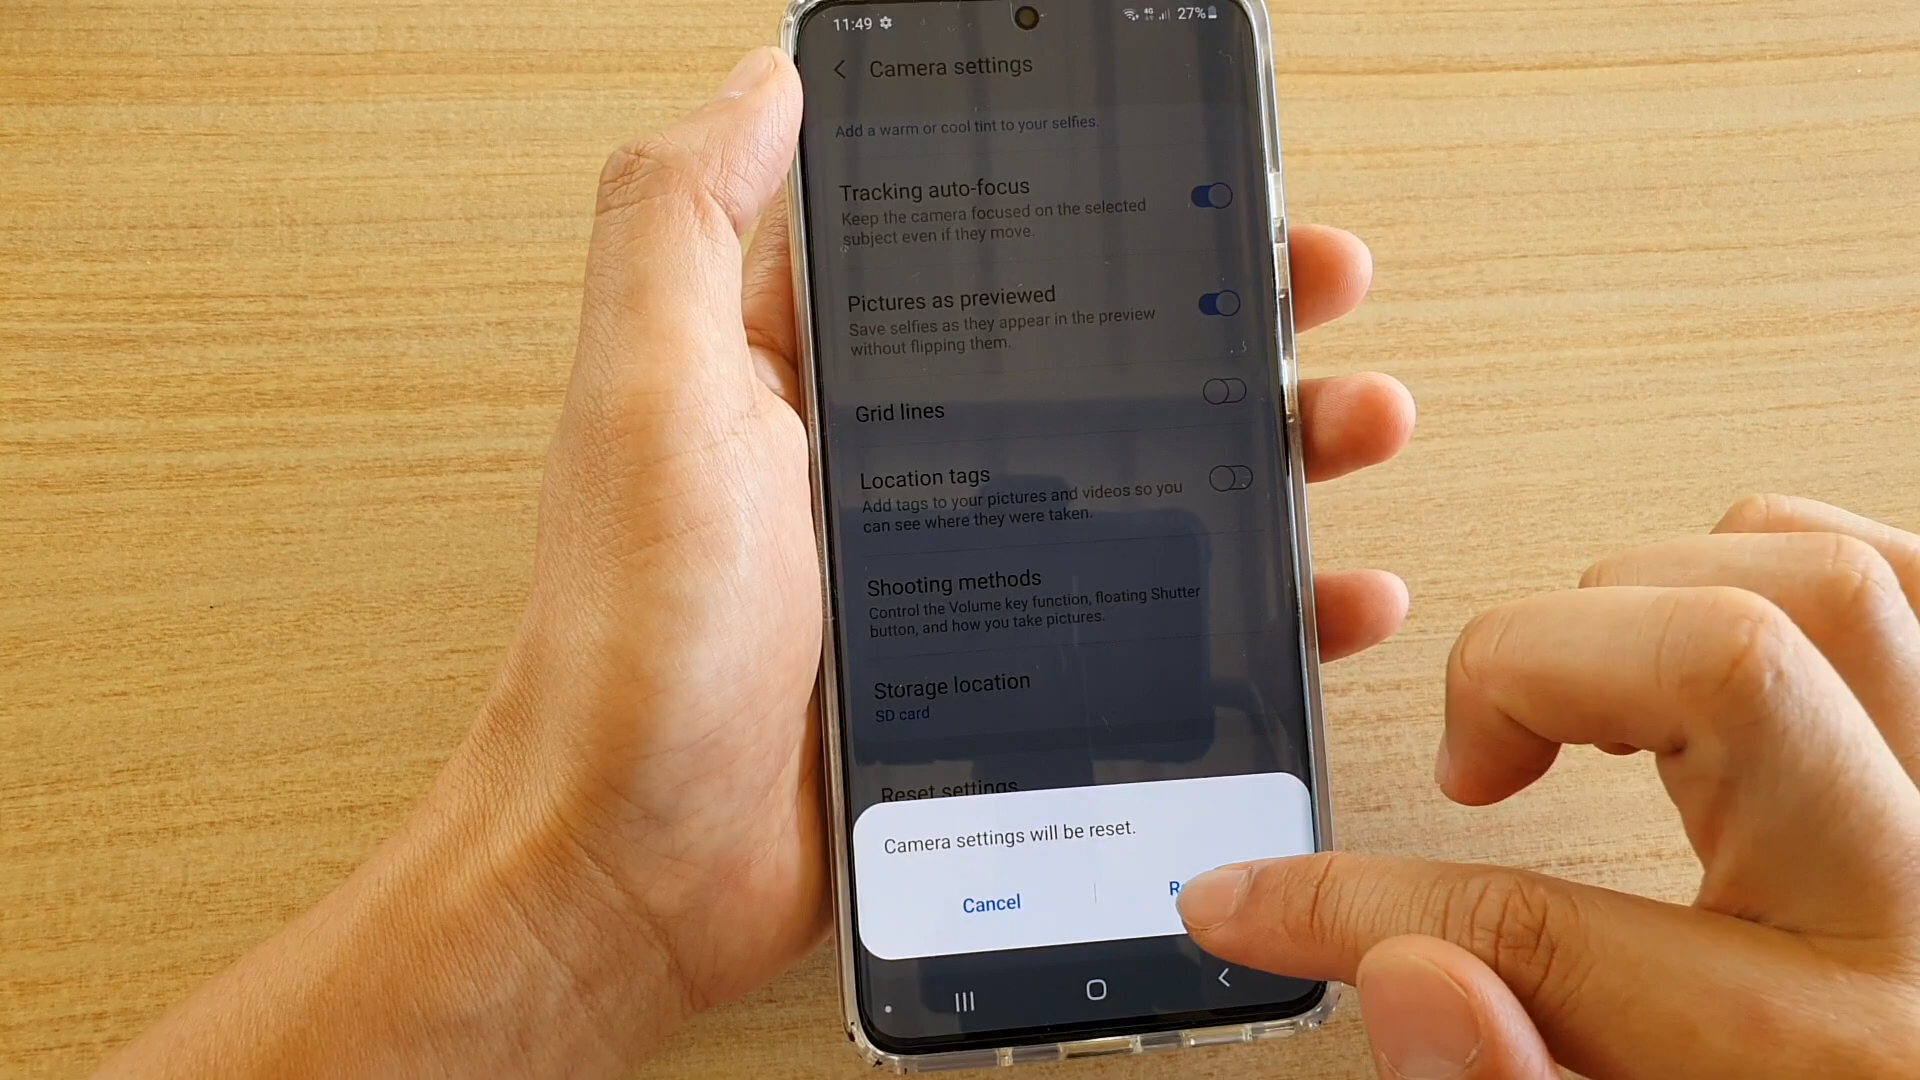 11:49
4G
27%
Camera settings
Add a warm or cool tint to your selfies.
Tracking auto-focus
Keep the camera focused on the selected
subject even if they move.
Pictures as previewed
Save selfies as they appear in the preview
without flipping them.
Grid lines
Location tags
Add tags to your pictures and videos so you
can see where they were taken.
Shooting methods
Control the Volume key function, floating Shutter
button, and how you take pictures.
Storage location
SD card
Reset settings
Camera settings will be reset.
Cancel